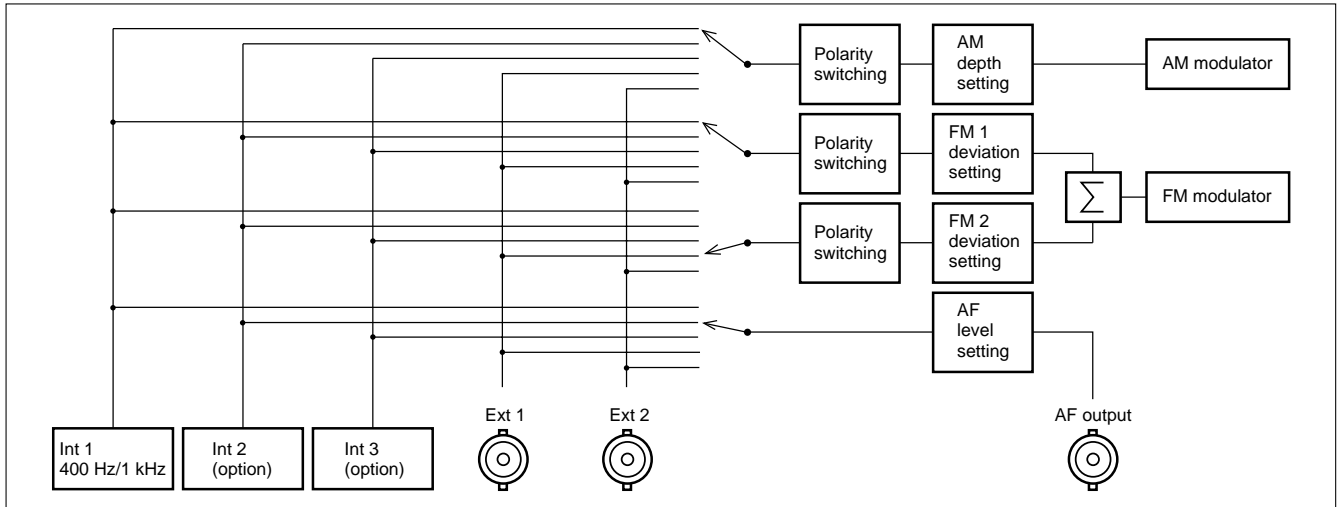 Polarity
switching
AM
depth
setting
AM modulator
Polarity
switching
FM 1
deviation
setting
∑
FM modulator
Polarity
switching
FM 2
deviation
setting
AF
level
setting
Int 1
400 Hz/1 kHz
Int 2
(option)
Int 3
(option)
Ext 1
Ext 2
AF output